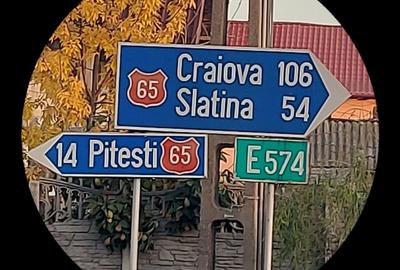 65 Craiova 106
Slatina 54
14 Pitesti 65
E 574